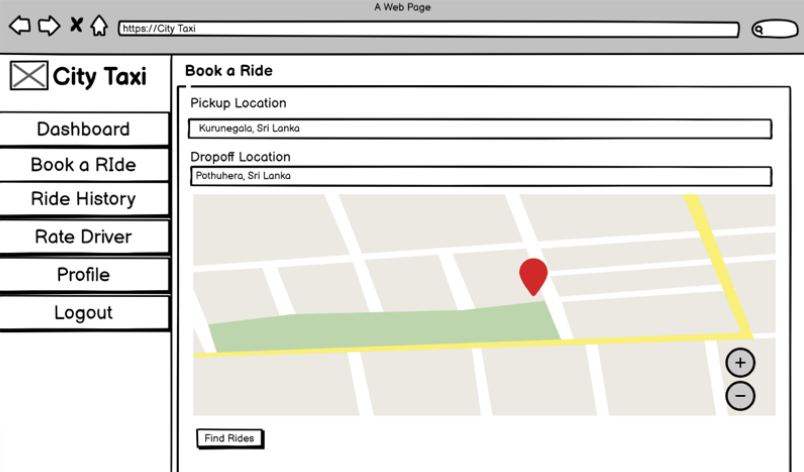 A Web Page
https://City Taxi
City Taxi
Dashboard
Book a RIde
Ride History
Rate Driver
Profile
Logout
Book a Ride
Pickup Location
Kurunegala, Sri Lanka
Dropoff Location
Pothuhera, Sri Lanka
+
−
Find Rides